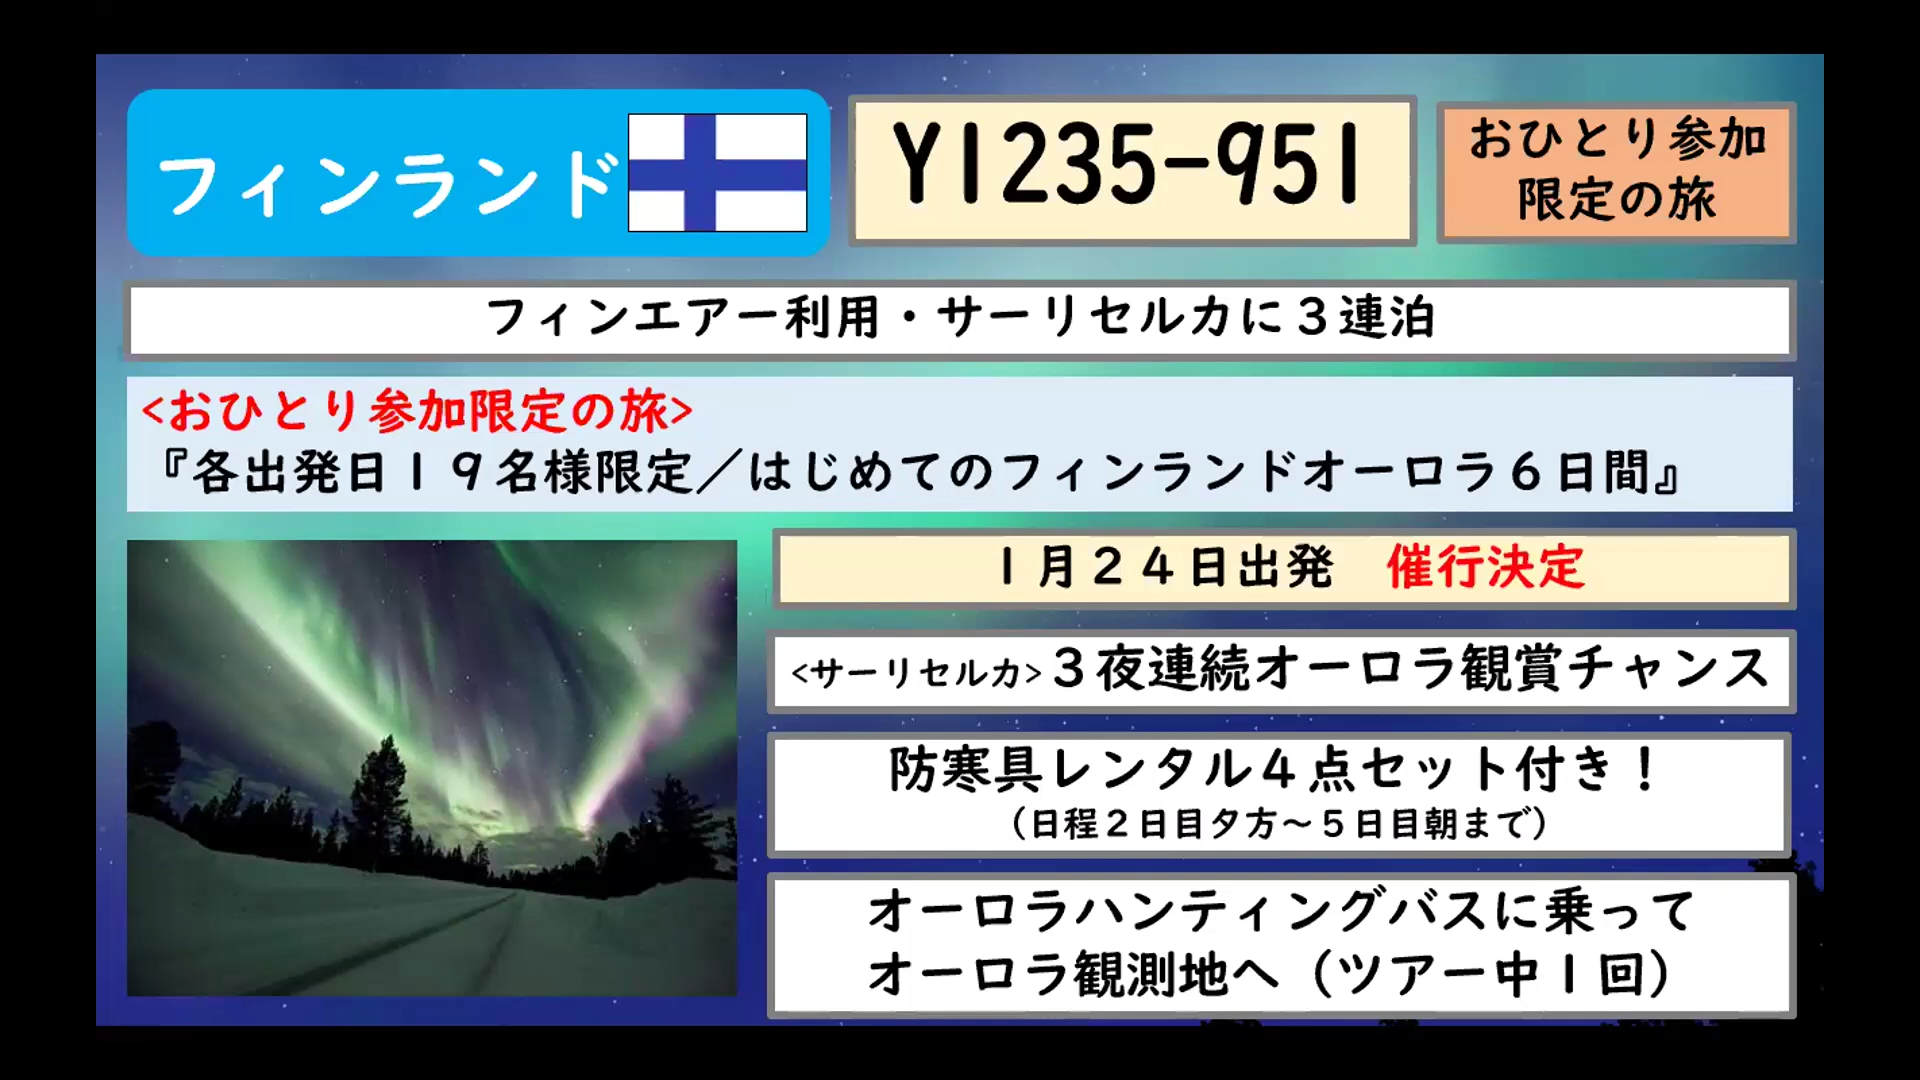 フィンランド
Y1235-951
おひとり参加
限定の旅
フィンエアー利用・サーリセルカに３連泊
<おひとり参加限定の旅>
『各出発日１９名様限定／はじめてのフィンランドオーロラ６日間』
１月２４日出発　催行決定
<サーリセルカ>３夜連続オーロラ観賞チャンス
防寒具レンタル４点セット付き！
（日程２日目夕方～５日目朝まで）
オーロラハンティングバスに乗って
オーロラ観測地へ（ツアー中１回）